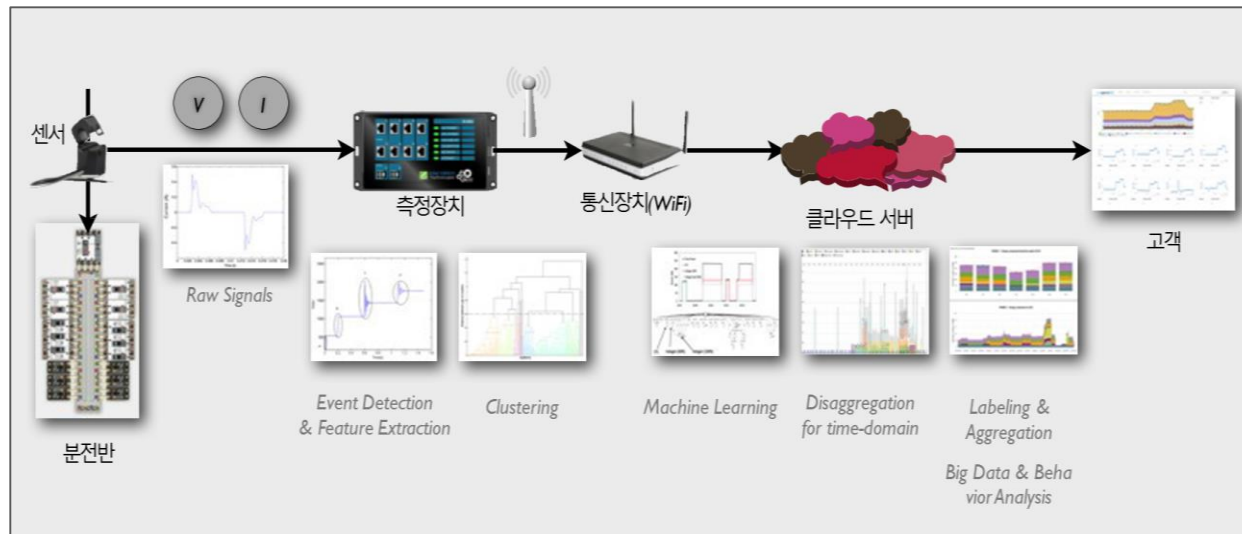 V
I
센서
측정장치
통신장치(WiFi)
클라우드 서버
고객
Raw Signals
분전반
Event Detection
& Feature Extraction
Clustering
Machine Learning
Disaggregation
for time-domain
Labeling &
Aggregation
Big Data & Beha
vior Analysis